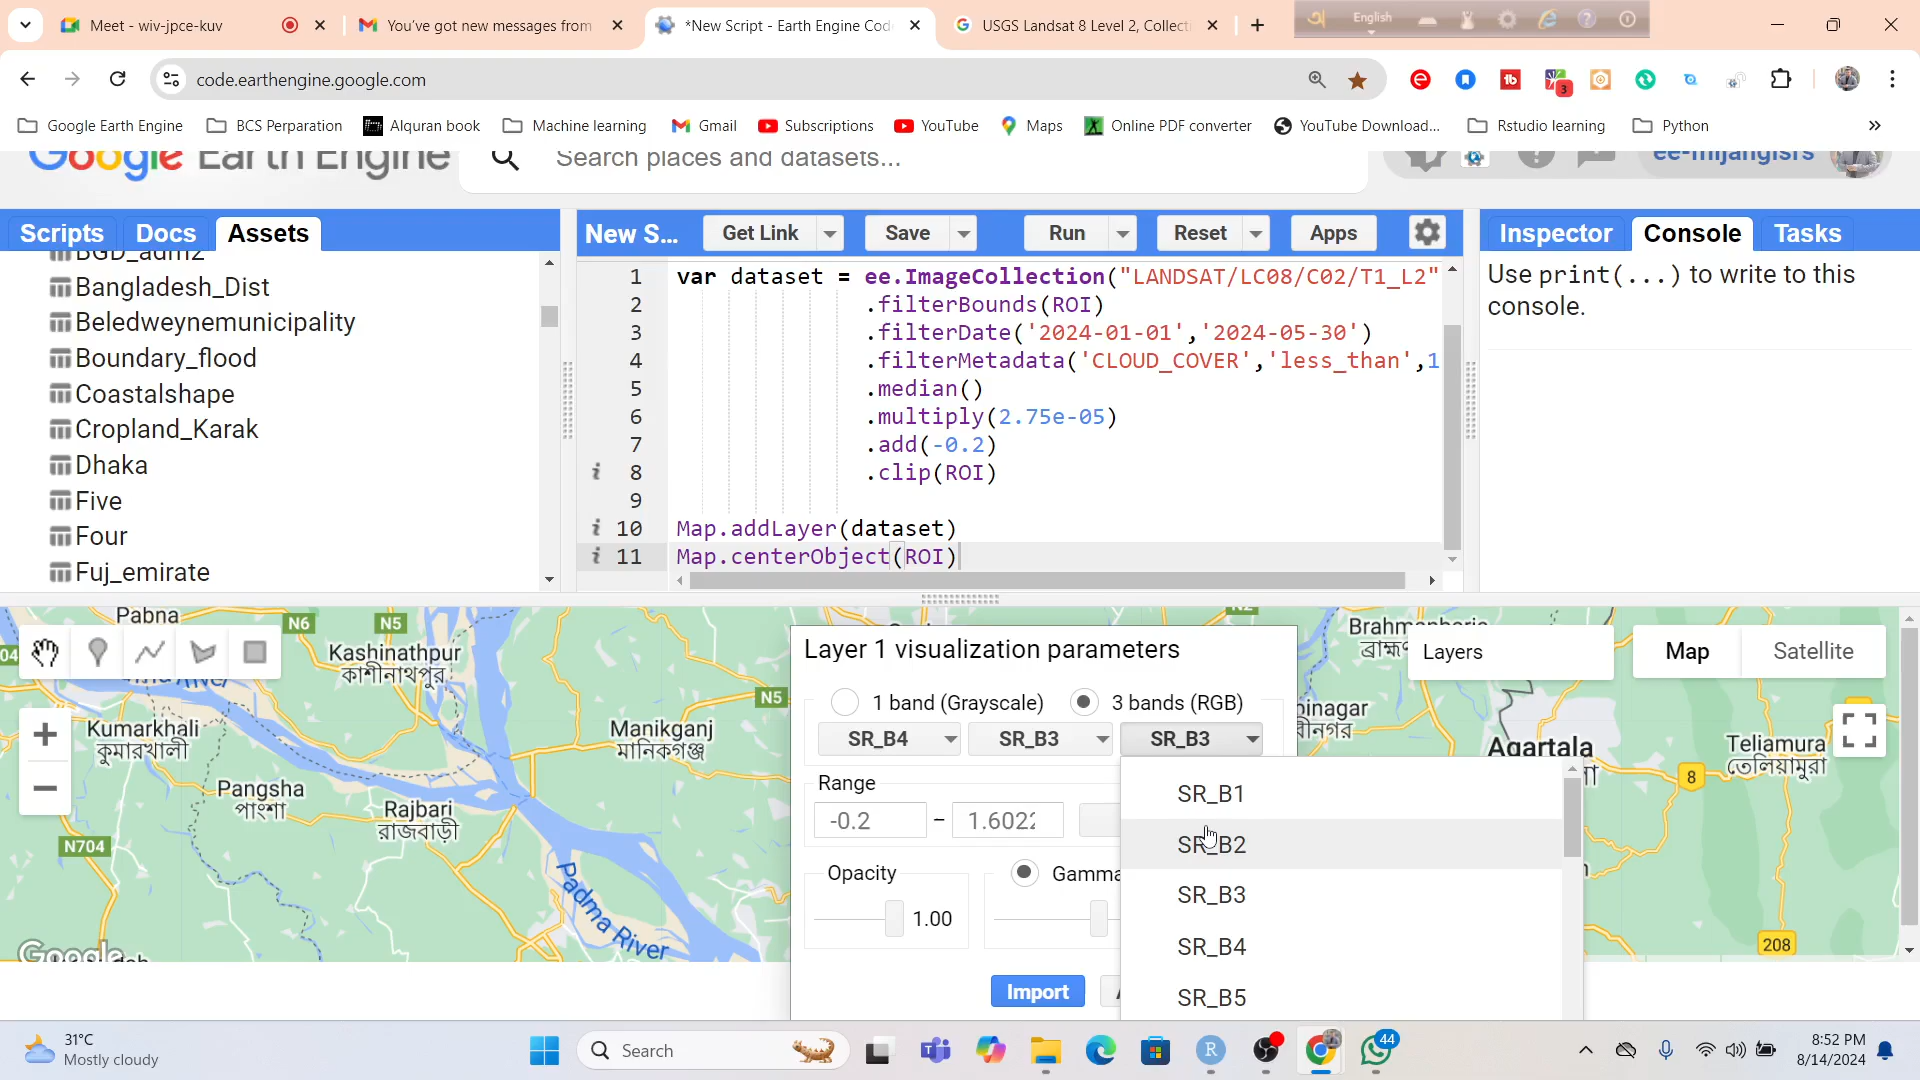 Meet - wiv-jpce-kuv
You've got new messages from
*New Script - Earth Engine Cod
USGS Landsat 8 Level 2, Collect
English
code.earthengine.google.com
3
Google Earth Engine
BCS Perparation
Alquran book
Machine learning
Gmail
Subscriptions
YouTube
Maps
Online PDF converter
YouTube Download...
Rstudio learning
Python
Google Earth Engine
Search places and datasets...
ee-mijangisrs
Scripts
Docs
Assets
New S...
Get Link
Save
Run
Reset
Apps
Inspector
Console
Tasks
BGD_adm2
Bangladesh_Dist
Beledweynemunicipality
Boundary_flood
Coastalshape
Cropland_Karak
Dhaka
Five
Four
Fuj_emirate
1 var dataset = ee.ImageCollection("LANDSAT/LC08/C02/T1_L2"
2 .filterBounds(ROI)
3 .filterDate('2024-01-01','2024-05-30')
4 .filterMetadata('CLOUD_COVER','less_than',1
5 .median()
6 .multiply(2.75e-05)
7 .add(-0.2)
i 8 .clip(ROI)
9
i 10 Map.addLayer(dataset)
i 11 Map.centerObject(ROI)
Use print(...) to write to this
console.
Pabna
N6
N5
Kashinathpur
কাশীনাথপুর
Kumarkhali
কুমারখালী
Manikganj
মানিকগঞ্জ
N5
Pangsha
পাংশা
Rajbari
রাজবাড়ী
N704
Padma River
Google
Layer 1 visualization parameters
1 band (Grayscale)
3 bands (RGB)
SR_B4
SR_B3
SR_B3
Range
-0.2
–
1.6022
Opacity
1.00
Gamma
Import
SR_B1
SR_B2
SR_B3
SR_B4
SR_B5
Layers
Map
Satellite
Agartala
Teliamura
তেলিয়ামুরা
8
208
31°C
Mostly cloudy
Search
44
8:52 PM
8/14/2024